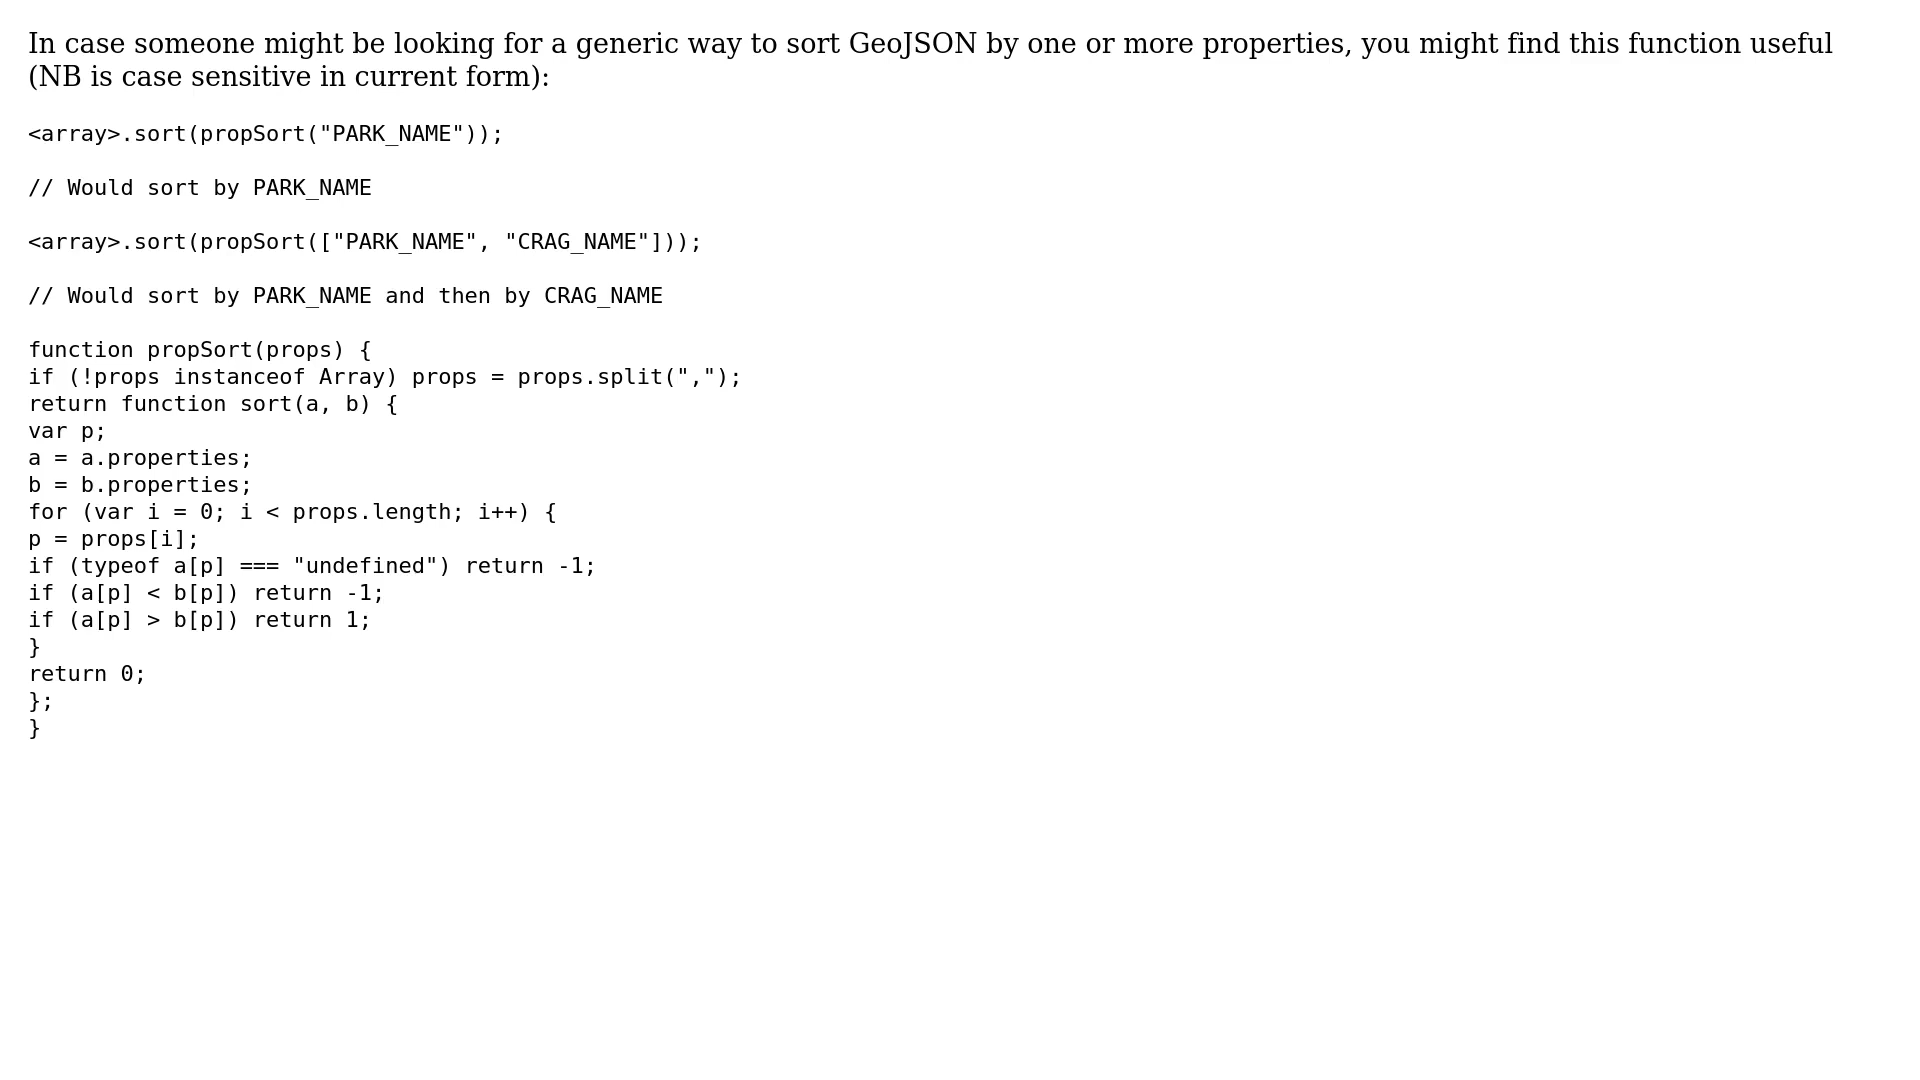 In case someone might be looking for a generic way to sort GeoJSON by one or more properties, you might find this function useful
(NB is case sensitive in current form):
<array>.sort(propSort("PARK_NAME"));
// Would sort by PARK_NAME
<array>.sort(propSort(["PARK_NAME", "CRAG_NAME"]));
// Would sort by PARK_NAME and then by CRAG_NAME
function propSort(props) {
if (!props instanceof Array) props = props.split(",");
return function sort(a, b) {
var p;
a = a.properties;
b = b.properties;
for (var i = 0; i < props.length; i++) {
p = props[i];
if (typeof a[p] === "undefined") return -1;
if (a[p] < b[p]) return -1;
if (a[p] > b[p]) return 1;
}
return 0;
};
}